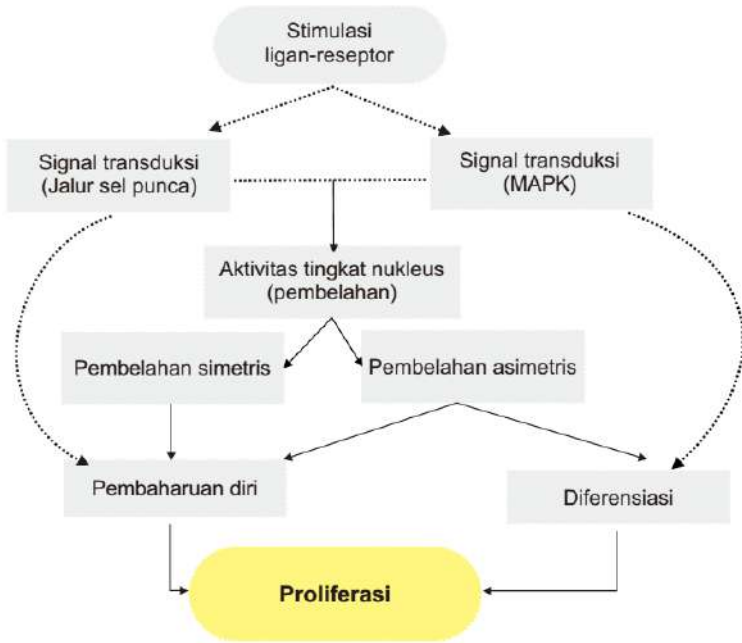 Stimulasi
ligan-reseptor
Signal transduksi
(Jalur sel punca)
Signal transduksi
(MAPK)
Aktivitas tingkat nukleus
(pembelahan)
Pembelahan simetris
Pembelahan asimetris
Pembaharuan diri
Diferensiasi
Proliferasi